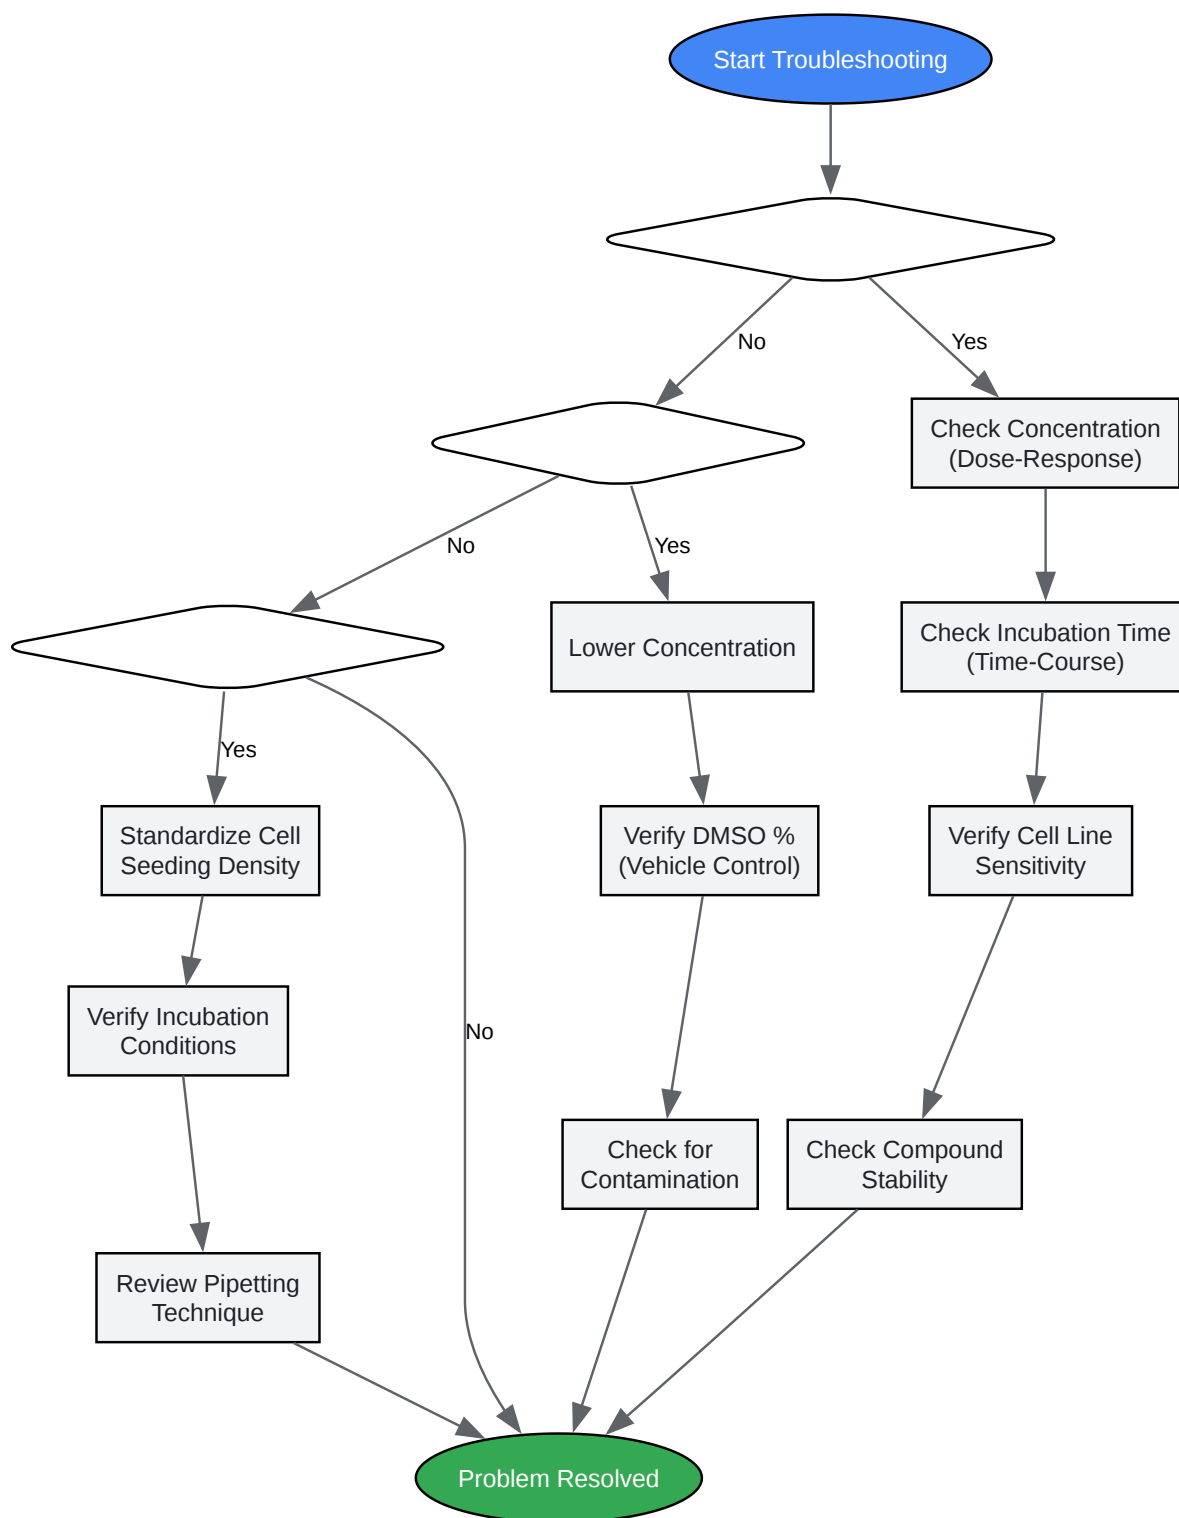 Start Troubleshooting
No
Yes
Check Concentration
(Dose-Response)
No
Yes
Lower Concentration
Check Incubation Time
(Time-Course)
Yes
Standardize Cell
Seeding Density
Verify DMSO %
(Vehicle Control)
Verify Cell Line
Sensitivity
Verify Incubation
Conditions
No
Check for
Contamination
Check Compound
Stability
Review Pipetting
Technique
Problem Resolved